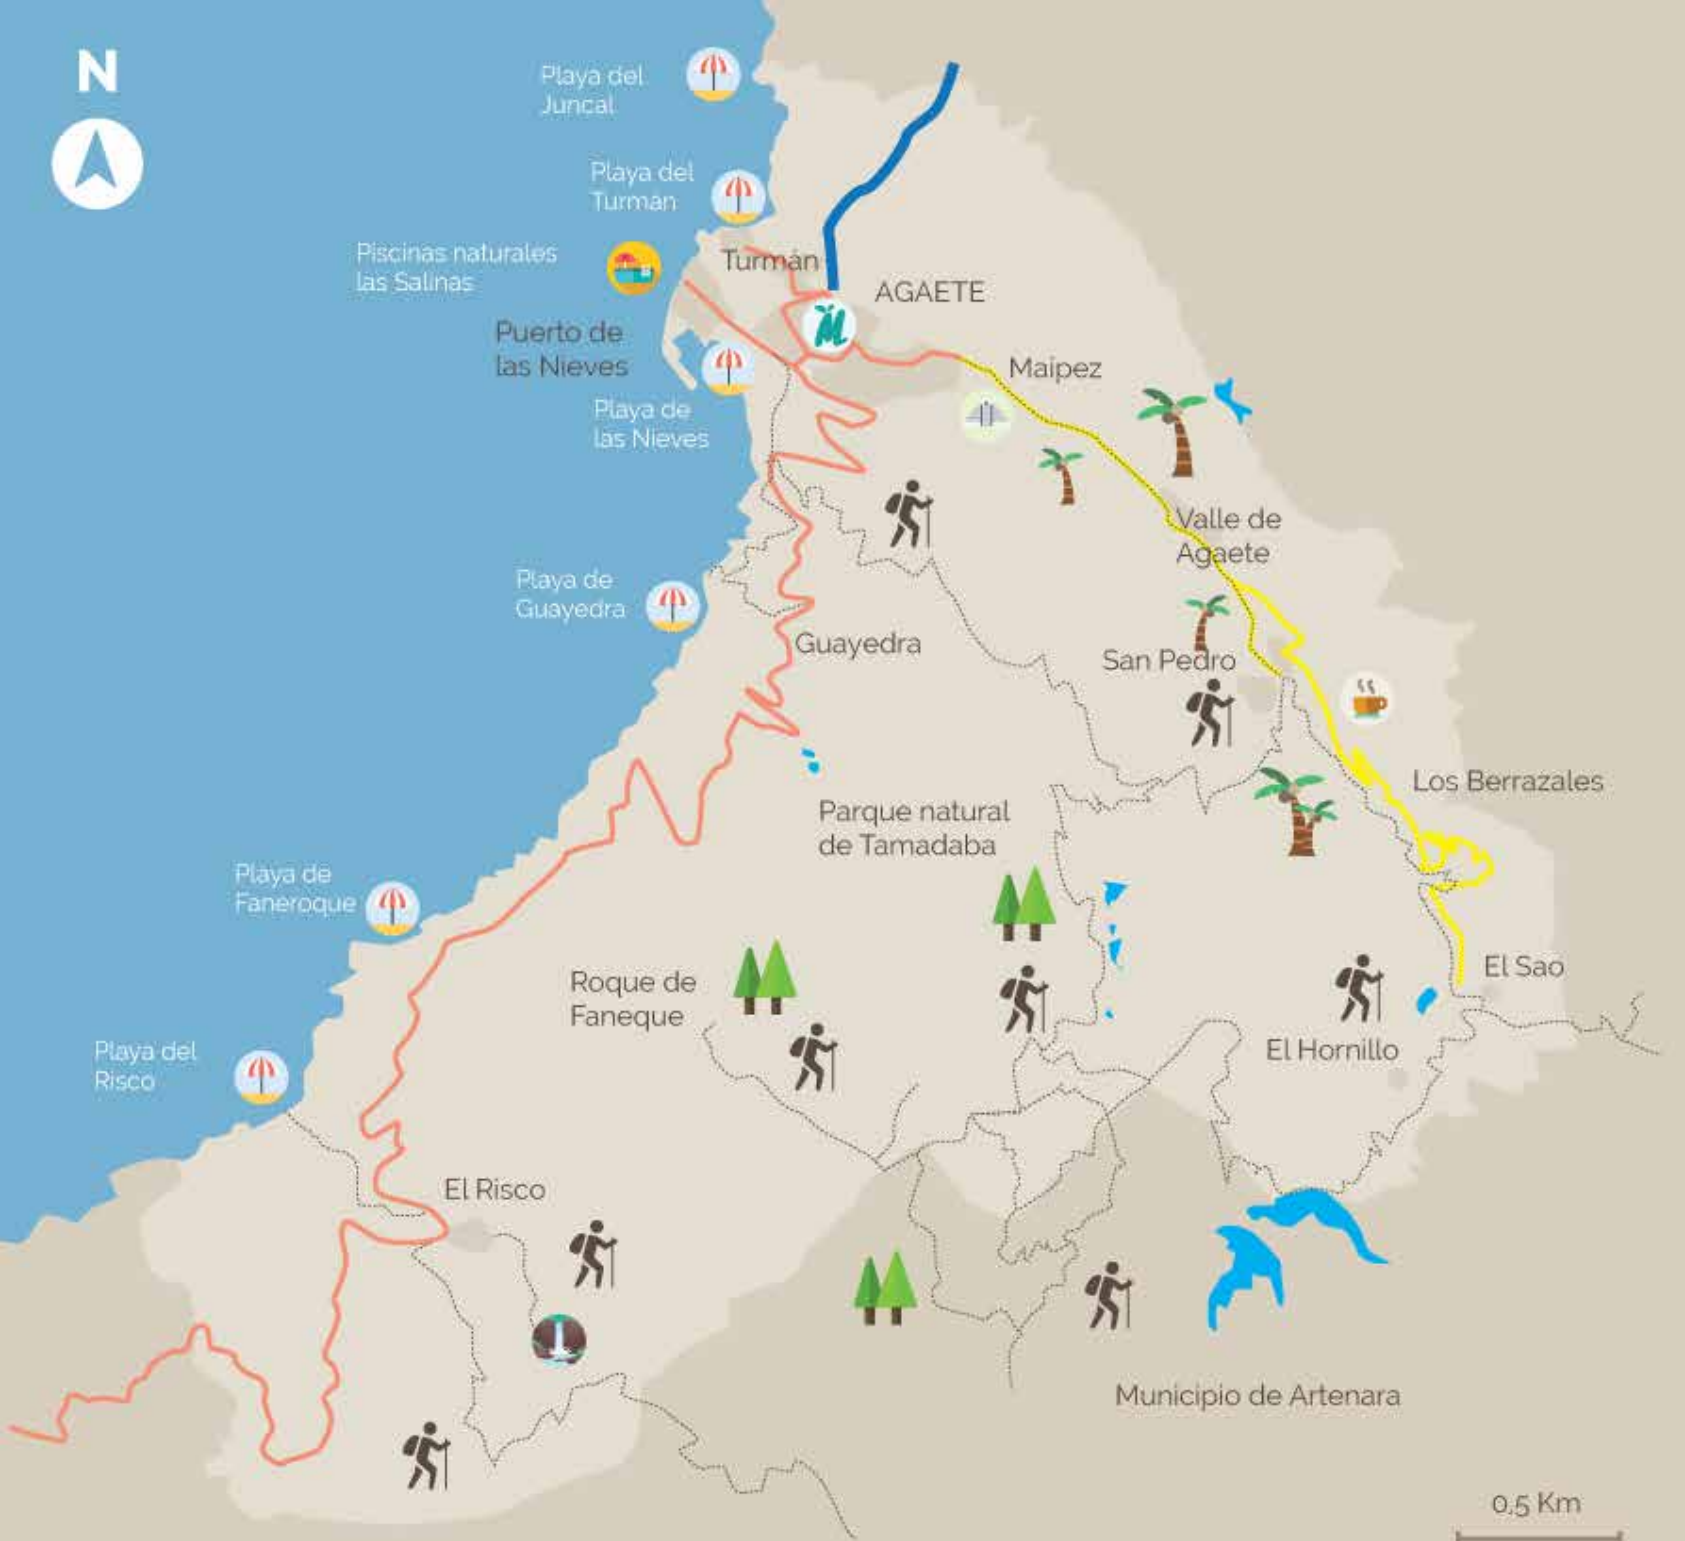 N
Playa del
Juncal
Playa del
Turmán
Piscinas naturales
las Salinas
Turmán
AGAETE
M
Puerto de
las Nieves
Maipez
Playa de
las Nieves
Valle de
Agaete
Playa de
Guayedra
Guayedra
San Pedro
Los Berrazales
Parque natural
de Tamadaba
Playa de
Faneroque
Roque de
Faneque
El Sao
El Hornillo
Playa del
Risco
El Risco
Municipio de Artenara
0,5 Km